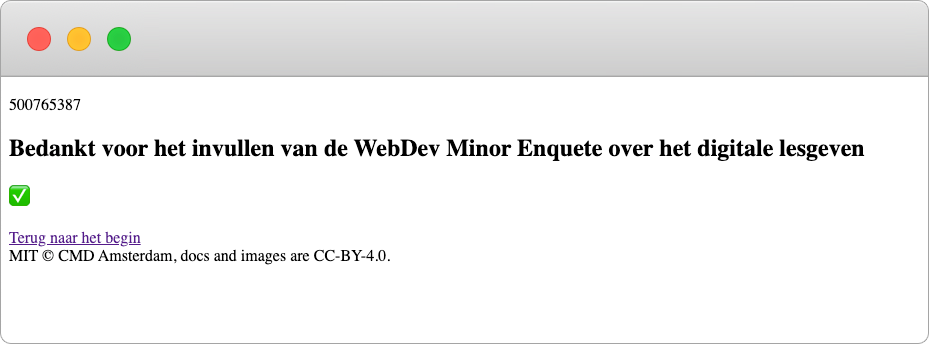 500765387
Bedankt voor het invullen van de WebDev Minor Enquete over het digitale lesgeven
Terug naar het begin
MIT © CMD Amsterdam, docs and images are CC-BY-4.0.